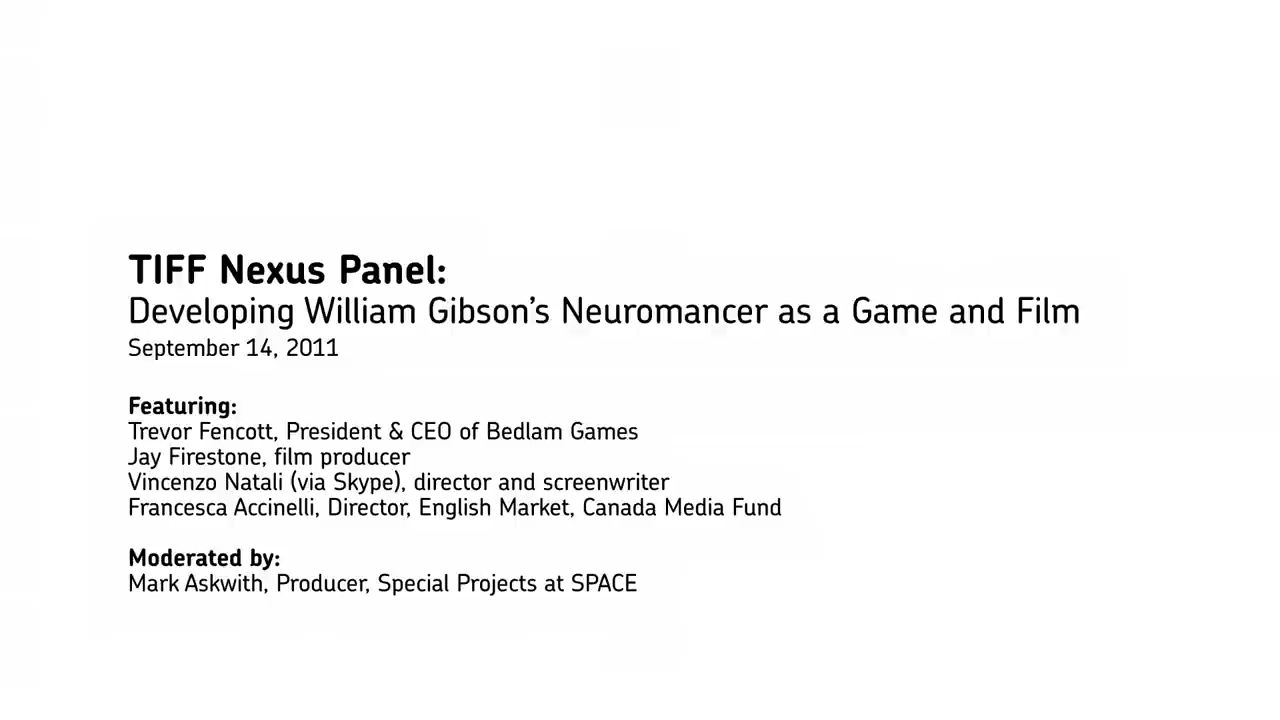 TIFF Nexus Panel:
Developing William Gibson’s Neuromancer as a Game and Film
September 14, 2011
Featuring:
Trevor Fencott, President & CEO of Bedlam Games
Jay Firestone, film producer
Vincenzo Natali (via Skype), director and screenwriter
Francesca Accinelli, Director, English Market, Canada Media Fund
Moderated by:
Mark Askwith, Producer, Special Projects at SPACE